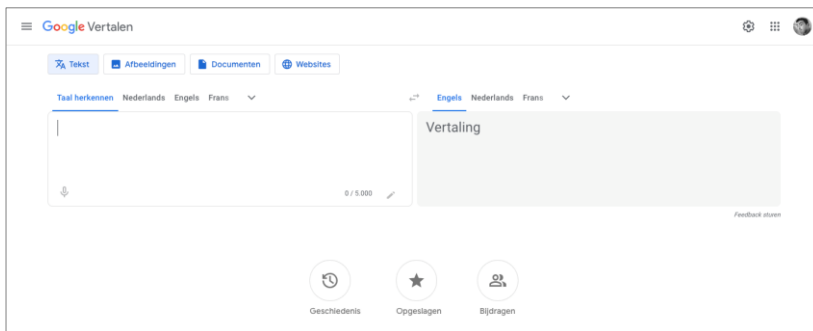 Google Vertalen
Tekst Afbeeldingen Documenten Websites
Taal herkennen Nederlands Engels Frans Engels Nederlands Frans
Vertaling
0 / 5.000
Feedback sturen
Geschiedenis Opgeslagen Bijdragen